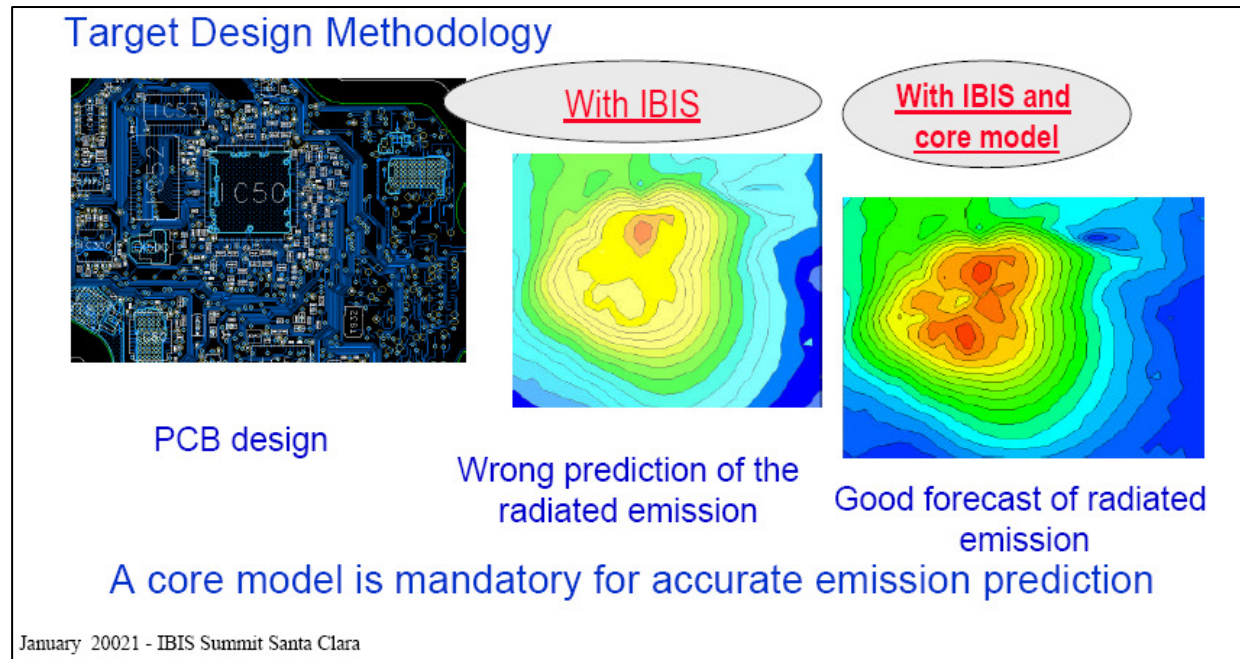 Target Design Methodology
With IBIS
With IBIS and
core model
IC50
PCB design
Wrong prediction of the
radiated emission
Good forecast of radiated
emission
A core model is mandatory for accurate emission prediction
January 20021 - IBIS Summit Santa Clara